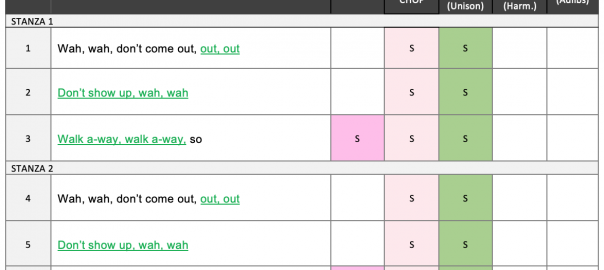 CHOP (Unison) (Harm.) (Adlibs)
STANZA 1
1 Wah, wah, don't come out, out, out S S
2 Don't show up, wah, wah S S
3 Walk a-way, walk a-way, so S S S
STANZA 2
4 Wah, wah, don't come out, out, out S S
5 Don't show up, wah, wah S S